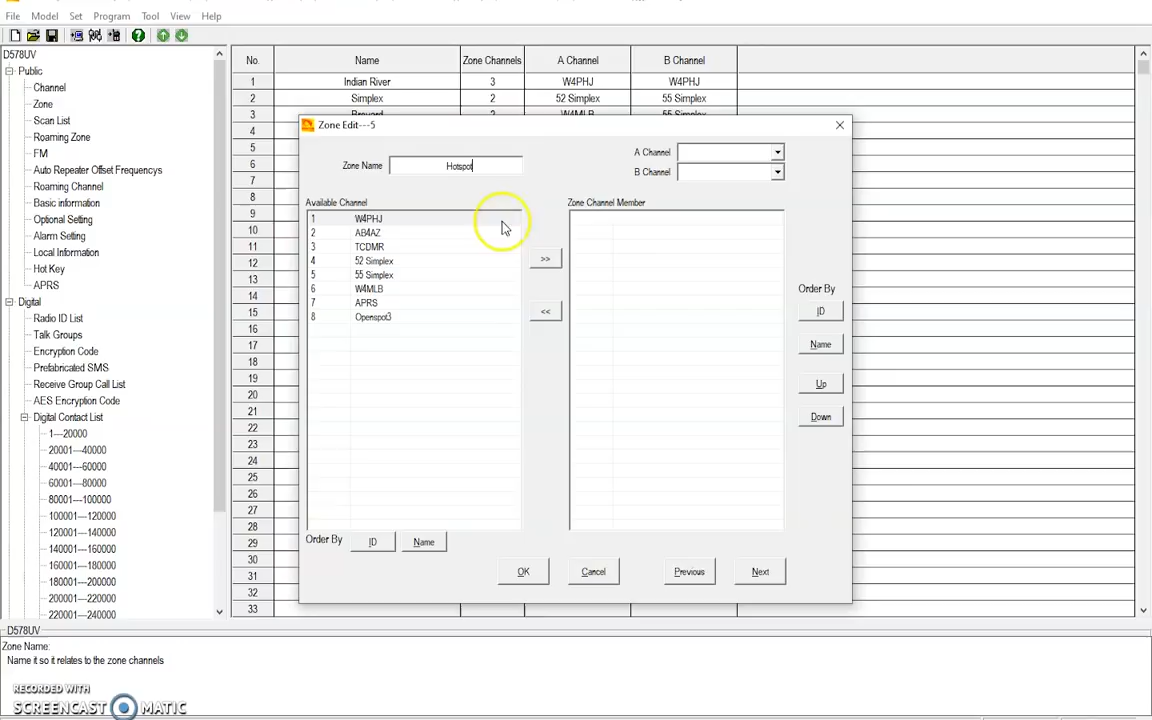 File Model Set Program Tool View Help
D578UV
Public
Channel
Zone
Scan List
Roaming Zone
FM
Auto Repeater Offset Frequencys
Roaming Channel
Basic information
Optional Setting
Alarm Setting
Local Information
Hot Key
APRS
Digital
Radio ID List
Talk Groups
Encryption Code
Prefabricated SMS
Receive Group Call List
AES Encryption Code
Digital Contact List
1---20000
20001---40000
40001---60000
60001---80000
80001---100000
100001---120000
120001---140000
140001---160000
160001---180000
180001---200000
200001---220000
220001---240000
No. Name Zone Channels A Channel B Channel
1 Indian River 3 W4PHJ W4PHJ
2 Simplex 2 52 Simplex 55 Simplex
3 Brevard 2 W4MLB 55 Simplex
4
5
6
7
8
9
10
11
12
13
14
15
16
17
18
19
20
21
22
23
24
25
26
27
28
29
30
31
32
33
Zone Edit---5
Zone Name Hotspot
A Channel
B Channel
Available Channel
1 W4PHJ
2 AB4AZ
3 TCDMR
4 52 Simplex
5 55 Simplex
6 W4MLB
7 APRS
8 Openspot3
>>
<<
Zone Channel Member
Order By
ID
Name
Up
Down
Order By ID Name
OK Cancel Previous Next
D578UV
Zone Name:
Name it so it relates to the zone channels
RECORDED WITH
SCREENCAST MATIC